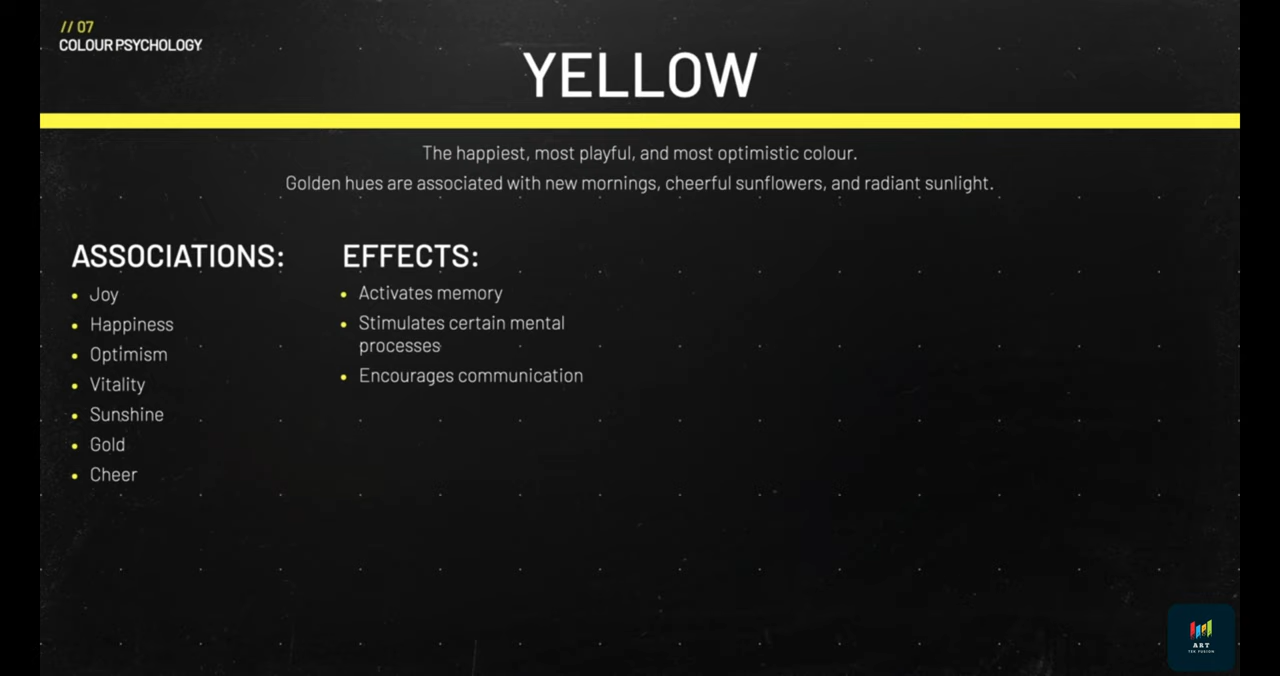 // 07
COLOUR PSYCHOLOGY
YELLOW
The happiest, most playful, and most optimistic colour.
Golden hues are associated with new mornings, cheerful sunflowers, and radiant sunlight.
ASSOCIATIONS:
• Joy
• Happiness
• Optimism
• Vitality
• Sunshine
• Gold
• Cheer
EFFECTS:
• Activates memory
• Stimulates certain mental
processes
• Encourages communication
ART
TEK FUSION